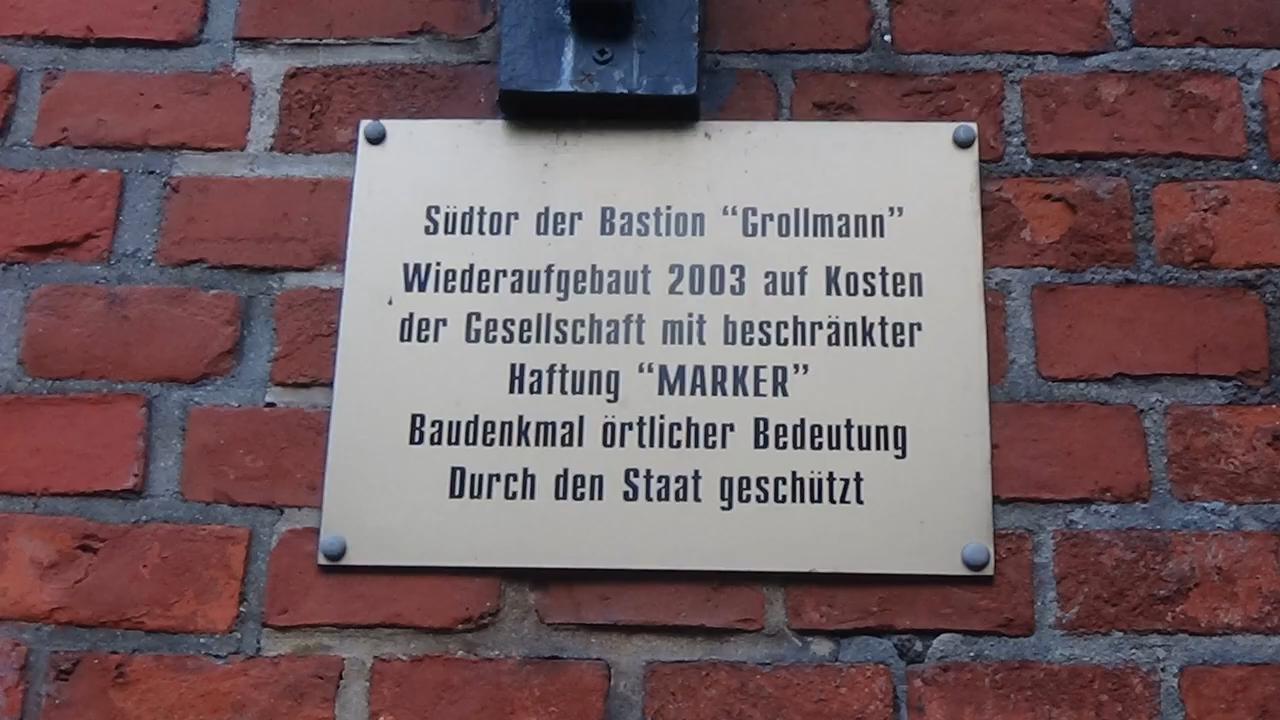 Südtor der Bastion “Grollmann”
Wiederaufgebaut 2003 auf Kosten
der Gesellschaft mit beschränkter
Haftung “MARKER”
Baudenkmal örtlicher Bedeutung
Durch den Staat geschützt